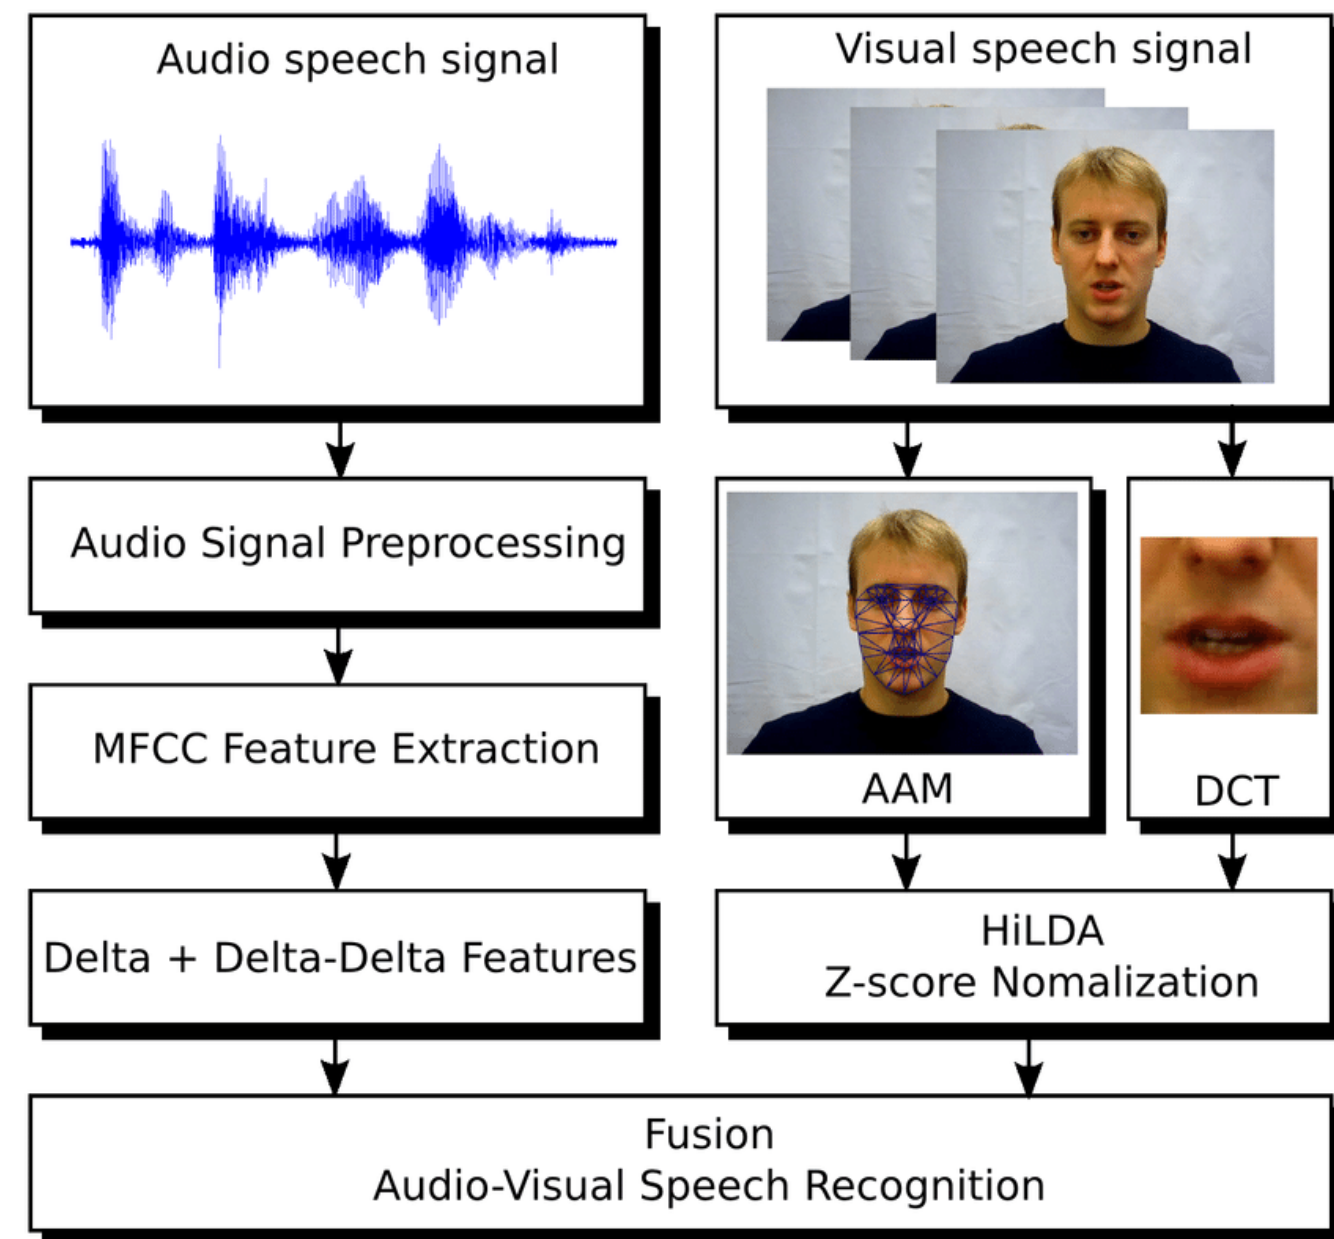 Audio speech signal
Visual speech signal
Audio Signal Preprocessing
MFCC Feature Extraction
AAM
DCT
Delta + Delta-Delta Features
HiLDA
Z-score Nomalization
Fusion
Audio-Visual Speech Recognition